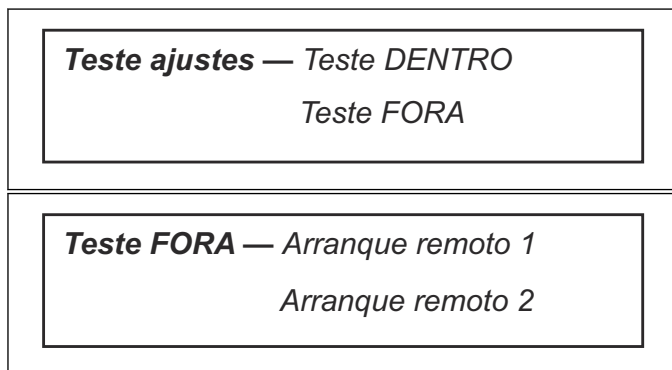 Teste ajustes — Teste DENTRO
Teste FORA
Teste FORA — Arranque remoto 1
Arranque remoto 2